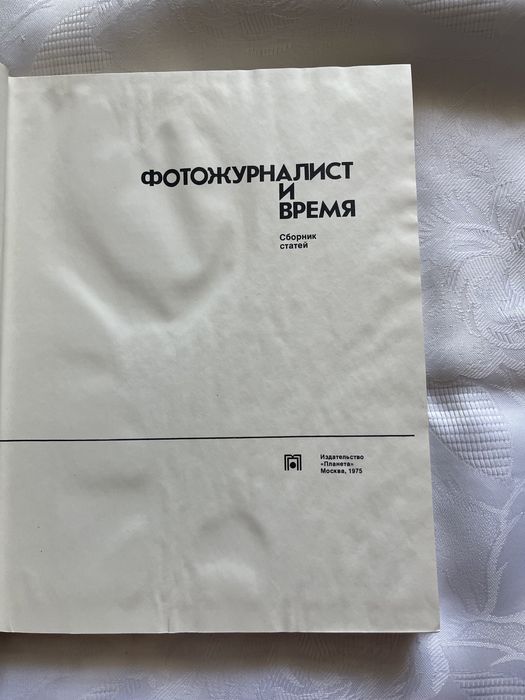 ФОТОЖУРНАЛИСТ
И
ВРЕМЯ
Сборник
статей
Издательство
«Планета»
Москва, 1975